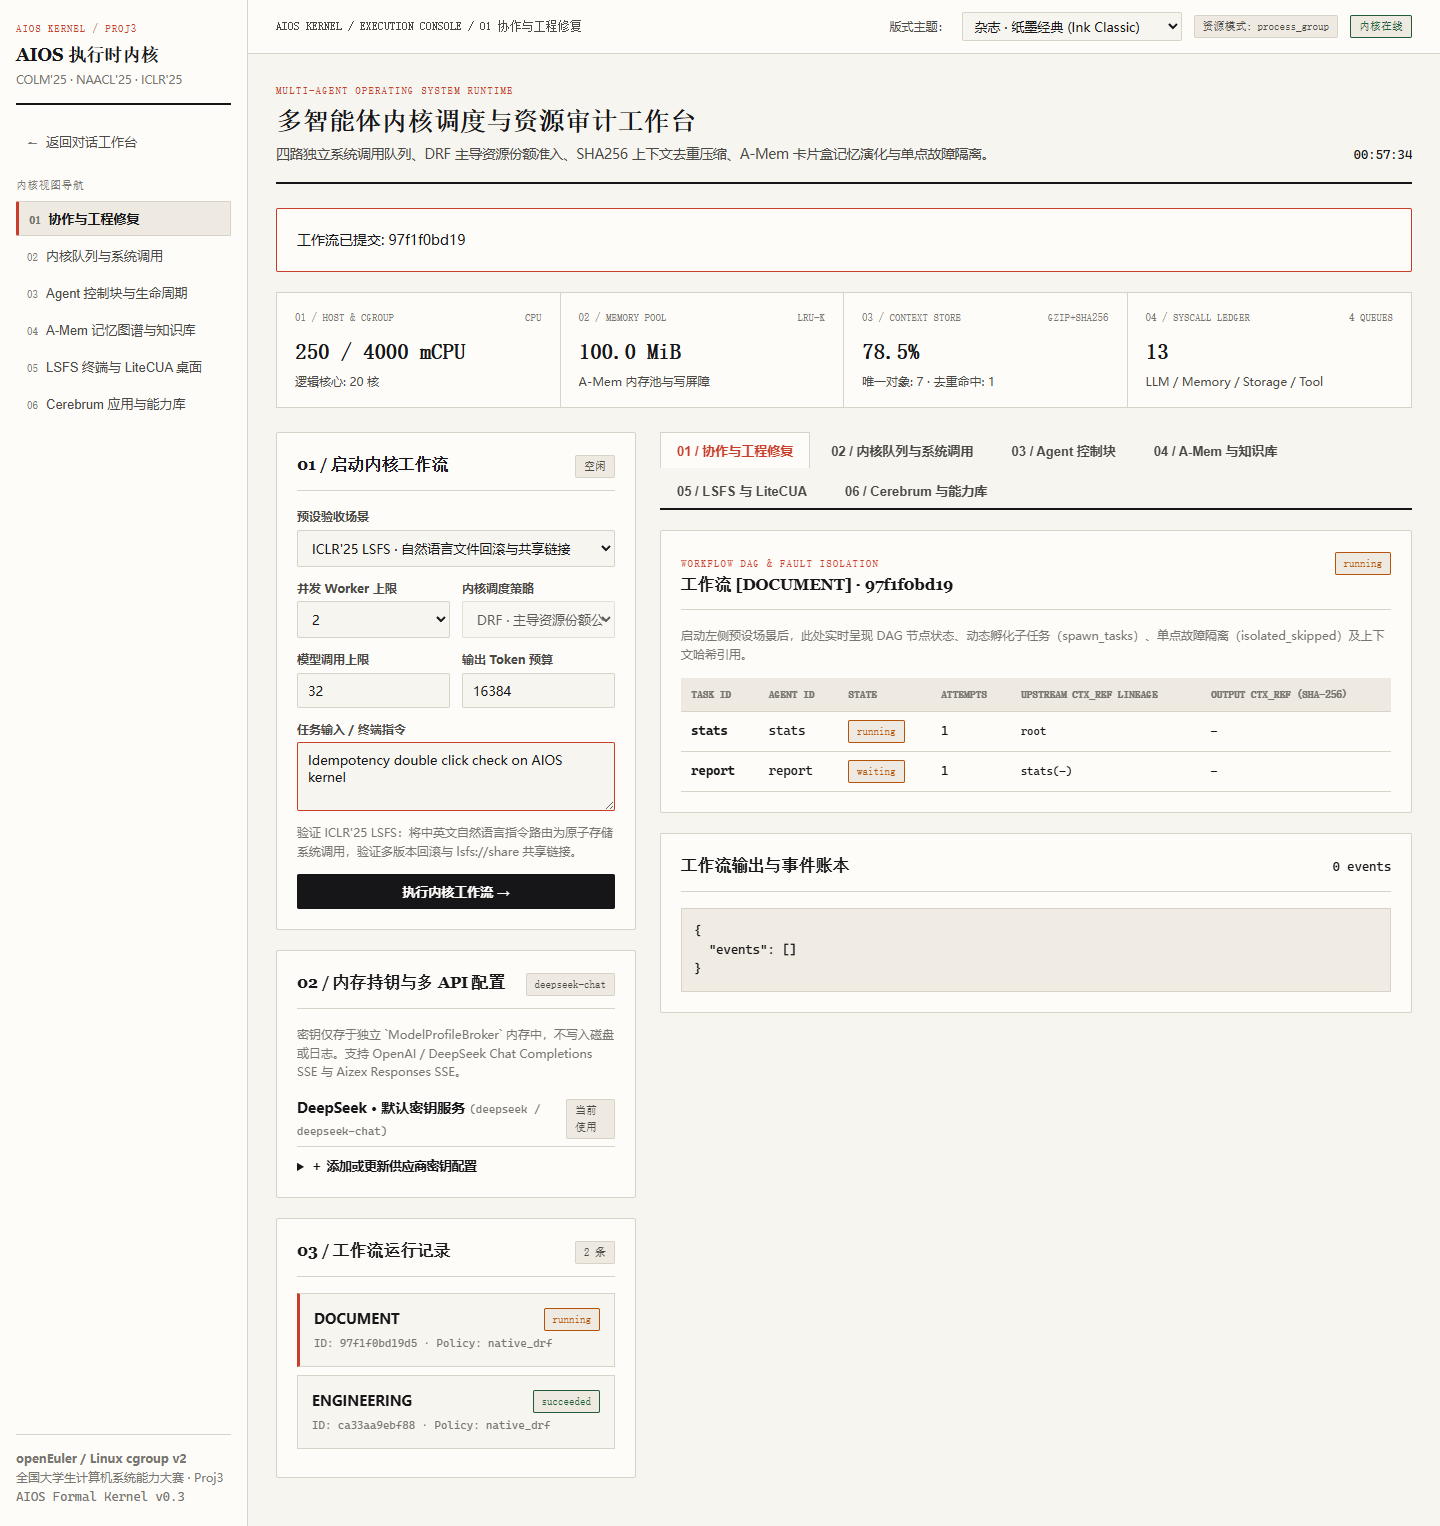 AIOS KERNEL / PROJ3
AIOS 执行时内核
COLM'25 · NAACL'25 · ICLR'25
← 返回对话工作台
内核视图导航
01 协作与工程修复
02 内核队列与系统调用
03 Agent 控制块与生命周期
04 A-Mem 记忆图谱与知识库
05 LSFS 终端与 LiteCUA 桌面
06 Cerebrum 应用与能力库
openEuler / Linux cgroup v2
全国大学生计算机系统能力大赛 · Proj3
AIOS Formal Kernel v0.3
AIOS KERNEL / EXECUTION CONSOLE / 01 协作与工程修复
版式主题:
杂志 · 纸墨经典 (Ink Classic)
资源模式: process_group
内核在线
MULTI-AGENT OPERATING SYSTEM RUNTIME
多智能体内核调度与资源审计工作台
四路独立系统调用队列、DRF 主导资源份额准入、SHA256 上下文去重压缩、A-Mem 卡片盒记忆演化与单点故障隔离。
00:57:34
工作流已提交: 97f1f0bd19
01 / HOST & CGROUP CPU
250 / 4000 mCPU
逻辑核心: 20 核
02 / MEMORY POOL LRU-K
100.0 MiB
A-Mem 内存池与写屏障
03 / CONTEXT STORE GZIP+SHA256
78.5%
唯一对象: 7 · 去重命中: 1
04 / SYSCALL LEDGER 4 QUEUES
13
LLM / Memory / Storage / Tool
01 / 启动内核工作流
空闲
预设验收场景
ICLR'25 LSFS · 自然语言文件回滚与共享链接
并发 Worker 上限
2
内核调度策略
DRF · 主导资源份额公
模型调用上限
32
输出 Token 预算
16384
任务输入 / 终端指令
Idempotency double click check on AIOS
kernel
验证 ICLR'25 LSFS：将中英文自然语言指令路由为原子存储
系统调用，验证多版本回滚与 lsfs://share 共享链接。
执行内核工作流 →
02 / 内存持钥与多 API 配置
deepseek-chat
密钥仅存于独立 `ModelProfileBroker` 内存中，不写入磁盘
或日志。支持 OpenAI / DeepSeek Chat Completions
SSE 与 Aizex Responses SSE。
DeepSeek • 默认密钥服务 (deepseek /
deepseek-chat)
当前
使用
▶ + 添加或更新供应商密钥配置
03 / 工作流运行记录
2 条
DOCUMENT
running
ID: 97f1f0bd19d5 · Policy: native_drf
ENGINEERING
succeeded
ID: ca33aa9ebf88 · Policy: native_drf
01 / 协作与工程修复
02 / 内核队列与系统调用
03 / Agent 控制块
04 / A-Mem 与知识库
05 / LSFS 与 LiteCUA
06 / Cerebrum 与能力库
WORKFLOW DAG & FAULT ISOLATION
工作流 [DOCUMENT] · 97f1f0bd19
running
启动左侧预设场景后，此处实时呈现 DAG 节点状态、动态孵化子任务（spawn_tasks）、单点故障隔离（isolated_skipped）及上下
文哈希引用。
TASK ID AGENT ID STATE ATTEMPTS UPSTREAM CTX_REF LINEAGE OUTPUT CTX_REF (SHA-256)
stats stats running 1 root —
report report waiting 1 stats(—) —
工作流输出与事件账本
0 events
{
"events": []
}